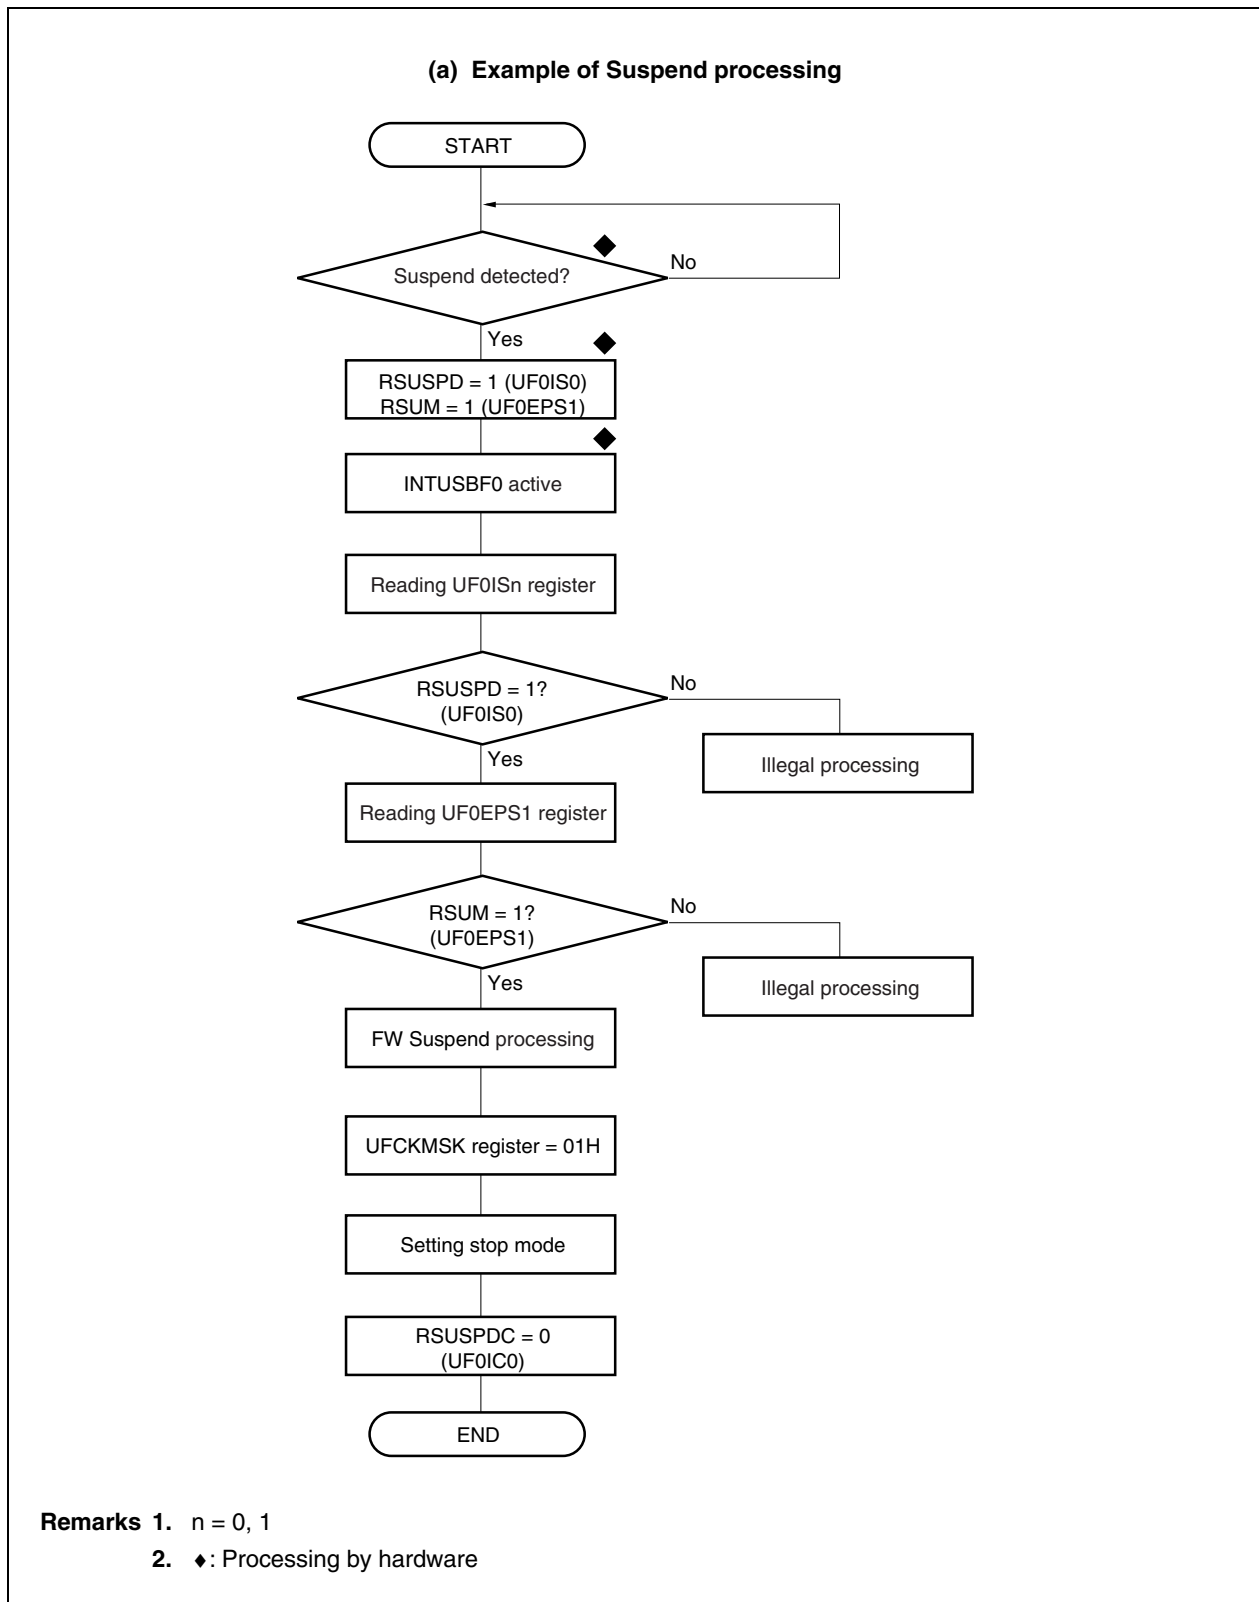 (a) Example of Suspend processing
START
Suspend detected?
No
Yes
RSUSPD = 1 (UF0IS0)
RSUM = 1 (UF0EPS1)
INTUSBF0 active
Reading UF0ISn register
RSUSPD = 1?
(UF0IS0)
No
Illegal processing
Yes
Reading UF0EPS1 register
RSUM = 1?
(UF0EPS1)
No
Illegal processing
Yes
FW Suspend processing
UFCKMSK register = 01H
Setting stop mode
RSUSPDC = 0
(UF0IC0)
END
Remarks 1. n = 0, 1
2. ♦: Processing by hardware